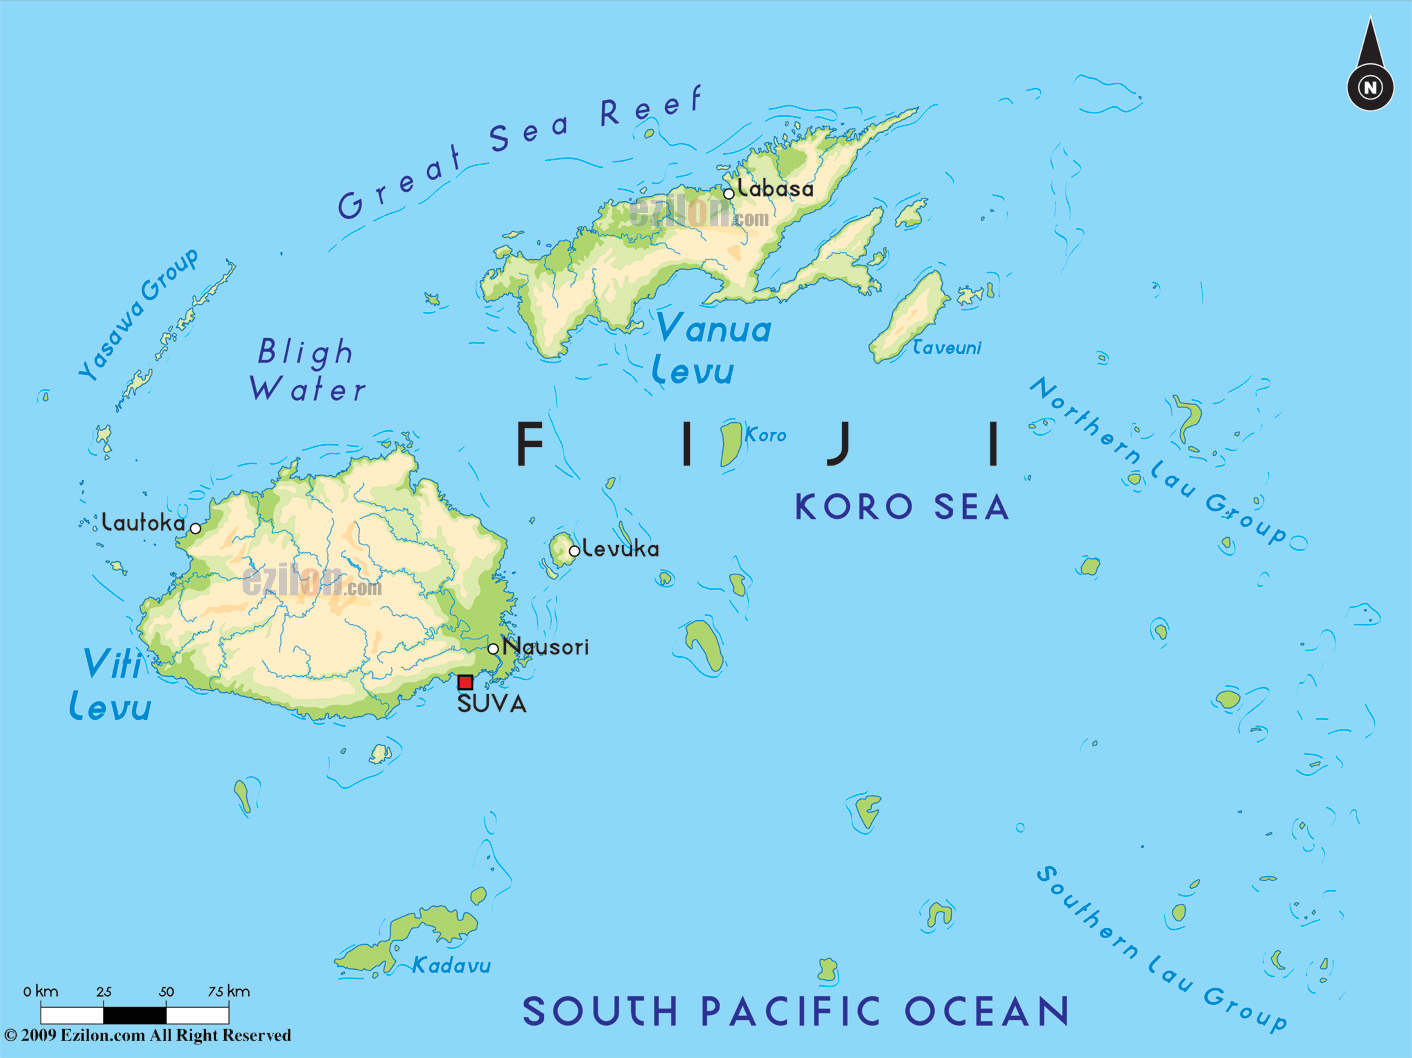 N
Great Sea Reef
Labasa
ezilon.com
Yasawa Group
Vanua
Levu
Taveuni
Bligh
Water
Northern Lau Group
F I J I
Koro
KORO SEA
Lautoka
Levuka
ezilon.com
Nausori
Viti
Levu
SUVA
Southern Lau Group
Kadavu
0 km 25 50 75 km
SOUTH PACIFIC OCEAN
© 2009 Ezilon.com All Right Reserved